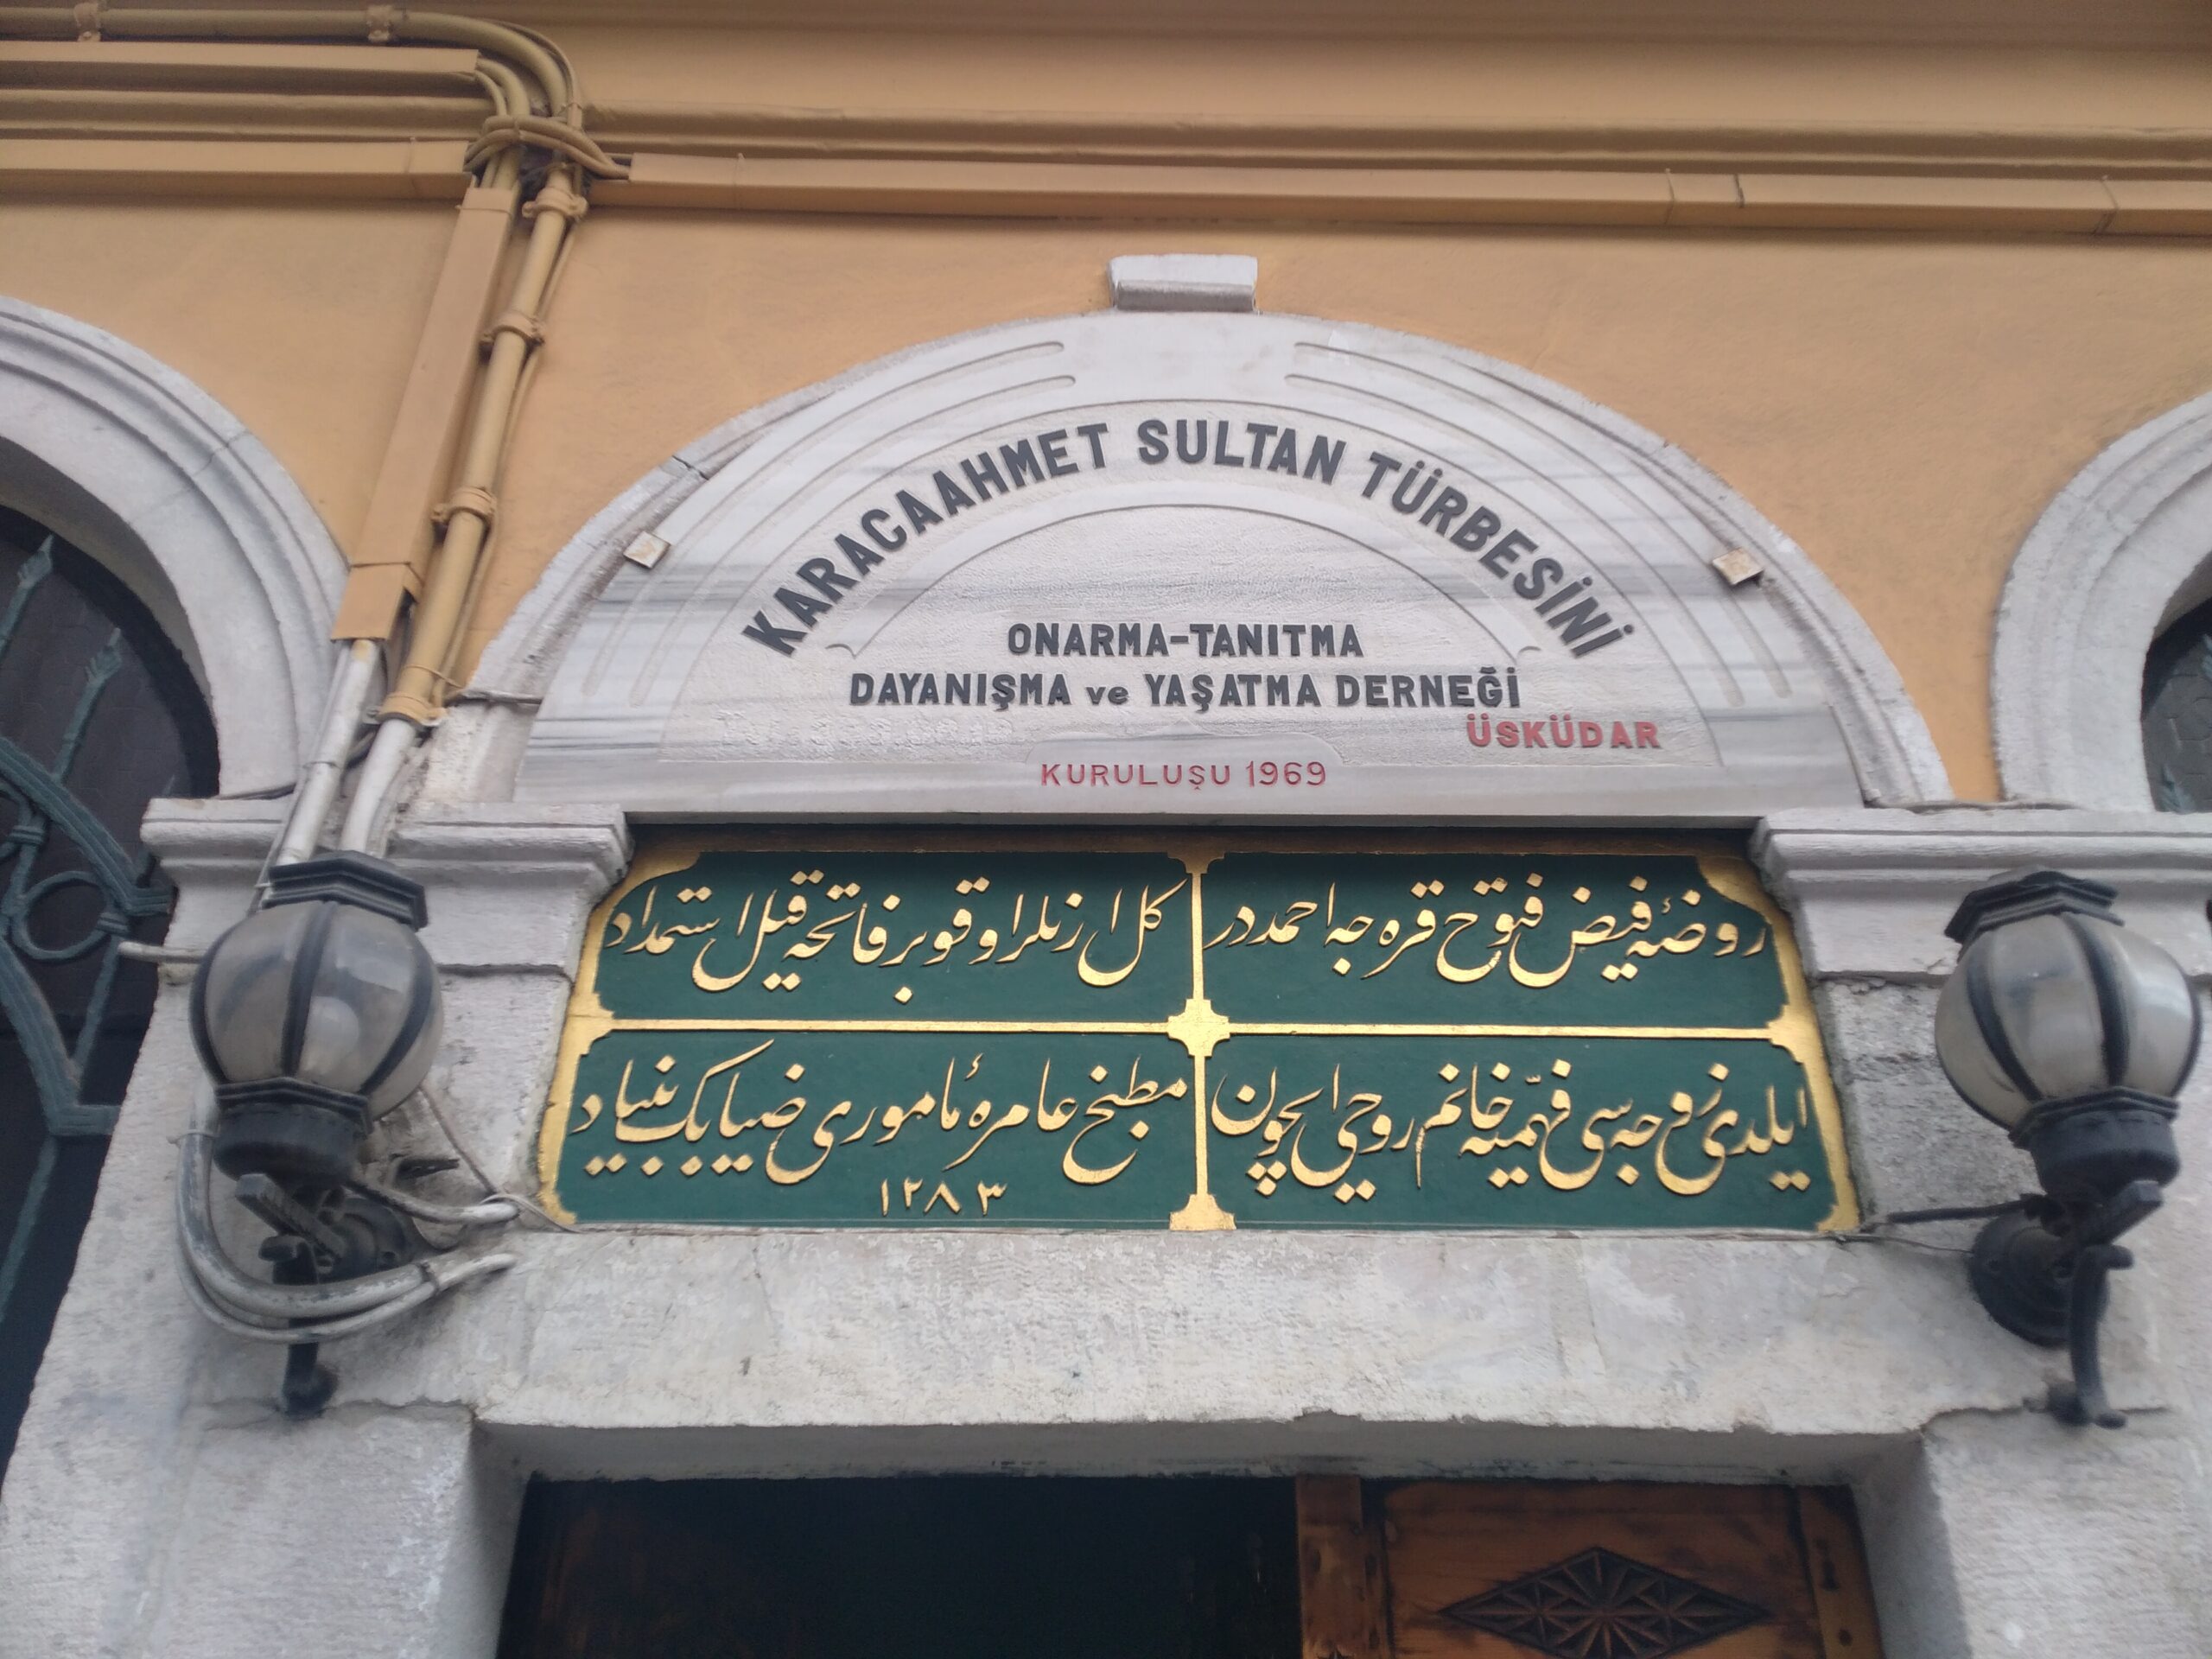 KARACAAHMET SULTAN TÜRBESİNİ
ONARMA-TANITMA
DAYANIŞMA ve YAŞATMA DERNEĞİ
ÜSKÜDAR
KURULUŞU 1969
روضۀ فیض فتوح قره جه احمددر
كل ارنلر اوقو بر فاتحه قیل استمداد
ایلدی زوجه سی فهمیه خانم روحی ایچون
مطبخ عامره مأموری ضیا بك بنیاد
١٢٨٣